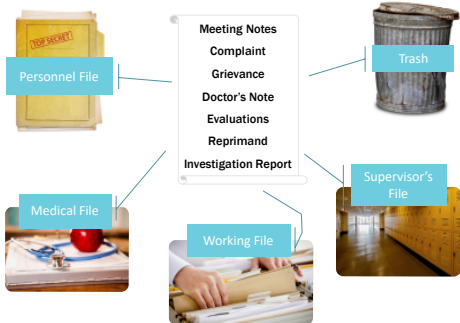 Meeting Notes
Complaint
Grievance
Doctor's Note
Evaluations
Reprimand
Investigation Report
TOP SECRET
Personnel File
Trash
Medical File
Working File
Supervisor's
File